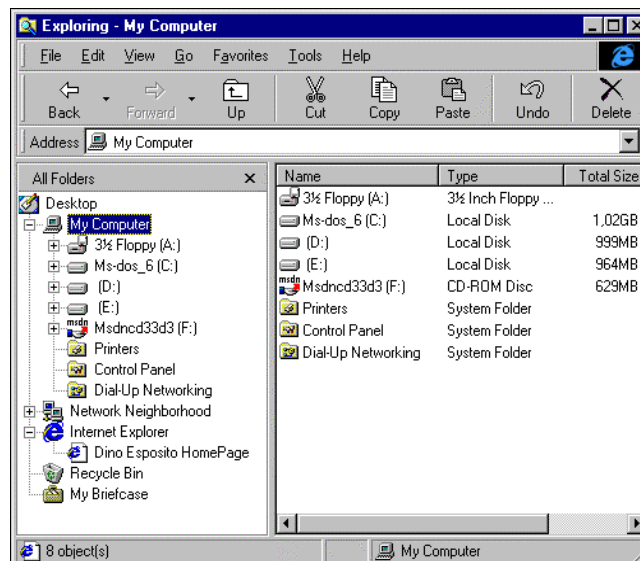 Exploring - My Computer
File Edit View Go Favorites Tools Help
Back Forward Up Cut Copy Paste Undo Delete
Address My Computer
All Folders
Desktop
My Computer
3½ Floppy (A:)
Ms-dos_6 (C:)
(D:)
(E:)
msdn Msdncd33d3 (F:)
Printers
Control Panel
Dial-Up Networking
Network Neighborhood
Internet Explorer
Dino Esposito HomePage
Recycle Bin
My Briefcase
Name Type Total Size
3½ Floppy (A:) 3½ Inch Floppy ...
Ms-dos_6 (C:) Local Disk 1,02GB
(D:) Local Disk 999MB
(E:) Local Disk 964MB
msdn Msdncd33d3 (F:) CD-ROM Disc 629MB
Printers System Folder
Control Panel System Folder
Dial-Up Networking System Folder
8 object(s) My Computer